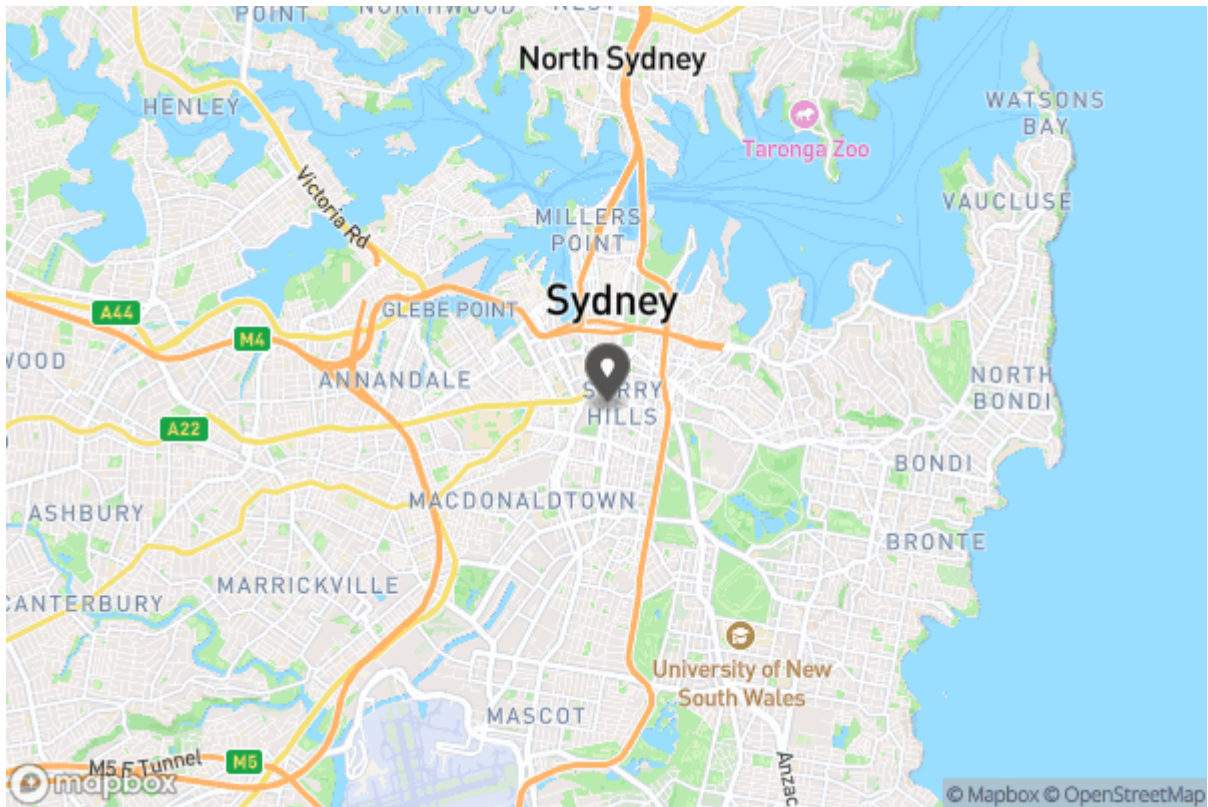 POINT
NORTHWOOD
NEST
North Sydney
HENLEY
WATSONS
BAY
Taronga Zoo
Victoria Rd
VAUCLUSE
MILLERS
POINT
A44
GLEBE POINT
Sydney
M4
WOOD
ANNANDALE
SURRY
HILLS
NORTH
BONDI
A22
BONDI
MACDONALDTOWN
ASHBURY
BRONTE
MARRICKVILLE
CANTERBURY
University of New
South Wales
MASCOT
M5 E Tunnel
M5
Anzac
mapbox
© Mapbox © OpenStreetMap